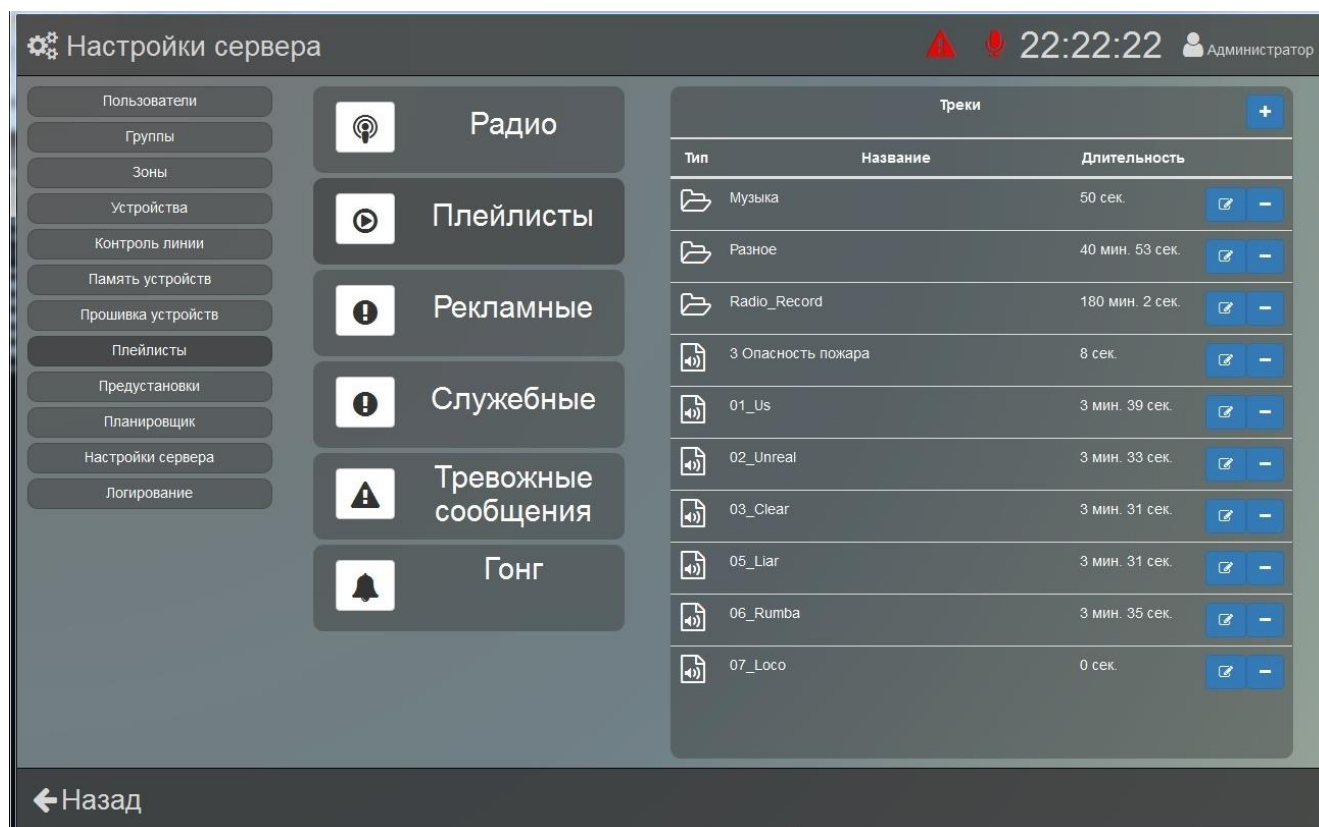 Настройки сервера
22:22:22 Администратор
Пользователи
Группы
Зоны
Устройства
Контроль линии
Память устройств
Прошивка устройств
Плейлисты
Предустановки
Планировщик
Настройки сервера
Логирование
Радио
Плейлисты
Рекламные
Служебные
Тревожные
сообщения
Гонг
Треки
Тип Название Длительность
Музыка 50 сек.
Разное 40 мин. 53 сек.
Radio_Record 180 мин. 2 сек.
3 Опасность пожара 8 сек.
01_Us 3 мин. 39 сек.
02_Unreal 3 мин. 33 сек.
03_Clear 3 мин. 31 сек.
05_Liar 3 мин. 31 сек.
06_Rumba 3 мин. 35 сек.
07_Loco 0 сек.
Назад